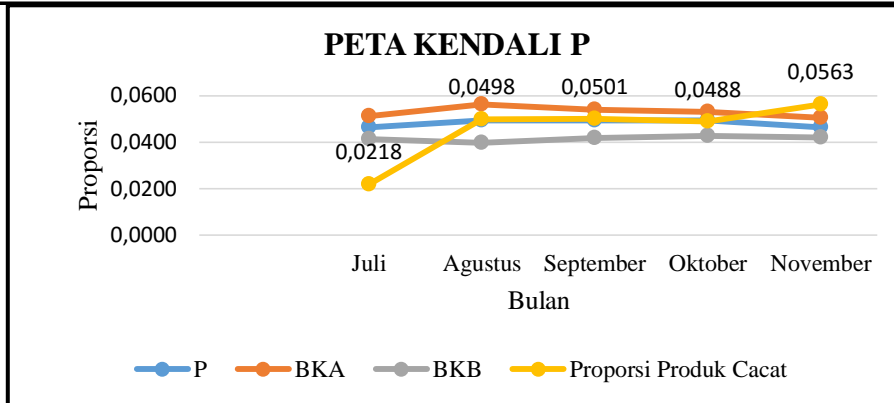 PETA KENDALI P
0,0600
0,0400
0,0200
0,0000
Proporsi
0,0218
0,0498
0,0501
0,0488
0,0563
Juli
Agustus
September
Oktober
November
Bulan
P
BKA
BKB
Proporsi Produk Cacat